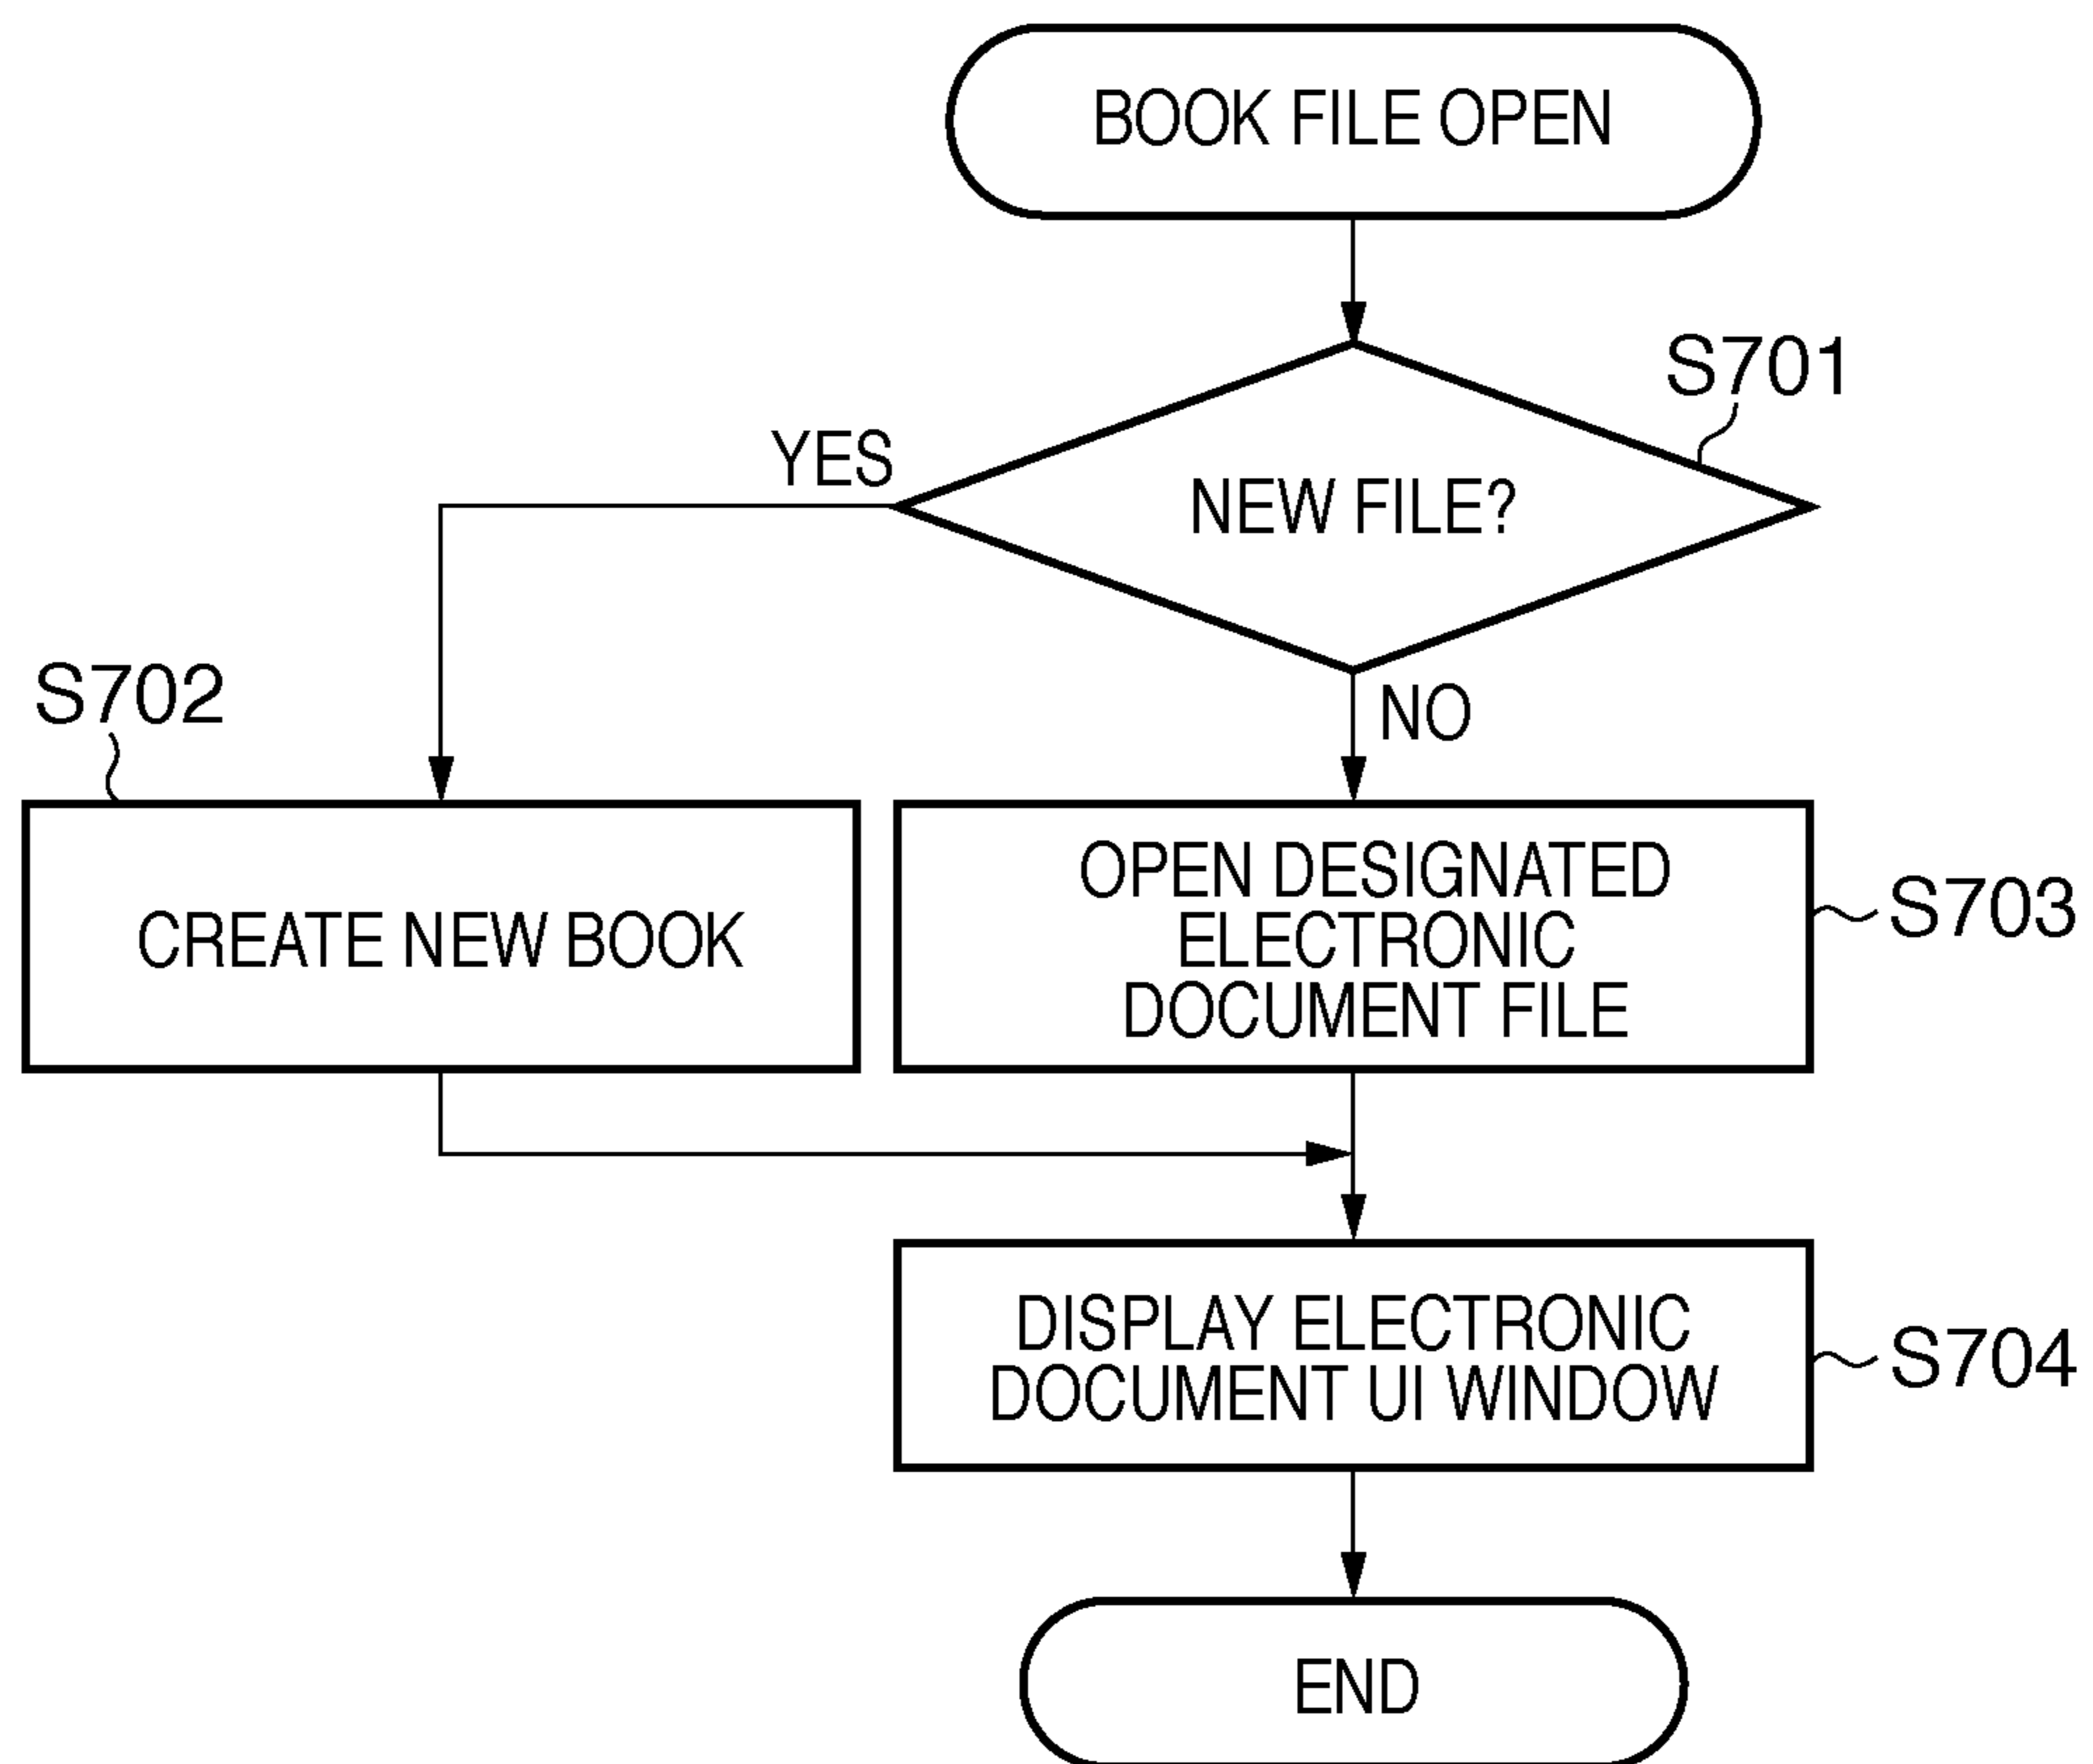 BOOK FILE OPEN
S701
YES
NEW FILE?
S702
NO
CREATE NEW BOOK
OPEN DESIGNATED
ELECTRONIC
DOCUMENT FILE
S703
DISPLAY ELECTRONIC
DOCUMENT UI WINDOW
S704
END